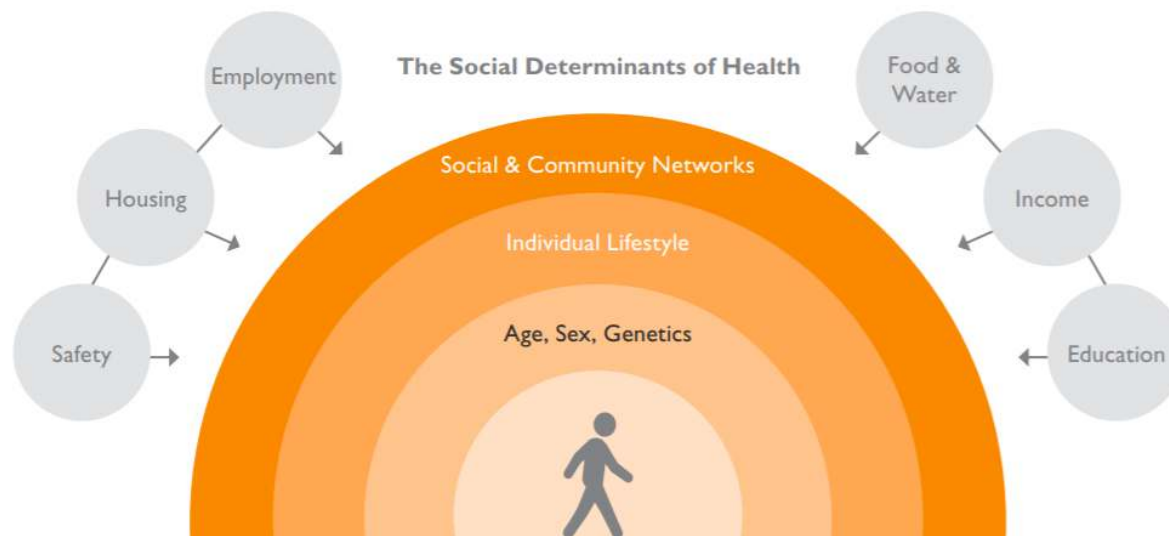 The Social Determinants of Health
Employment
Housing
Safety
Food &
Water
Income
Education
Social & Community Networks
Individual Lifestyle
Age, Sex, Genetics